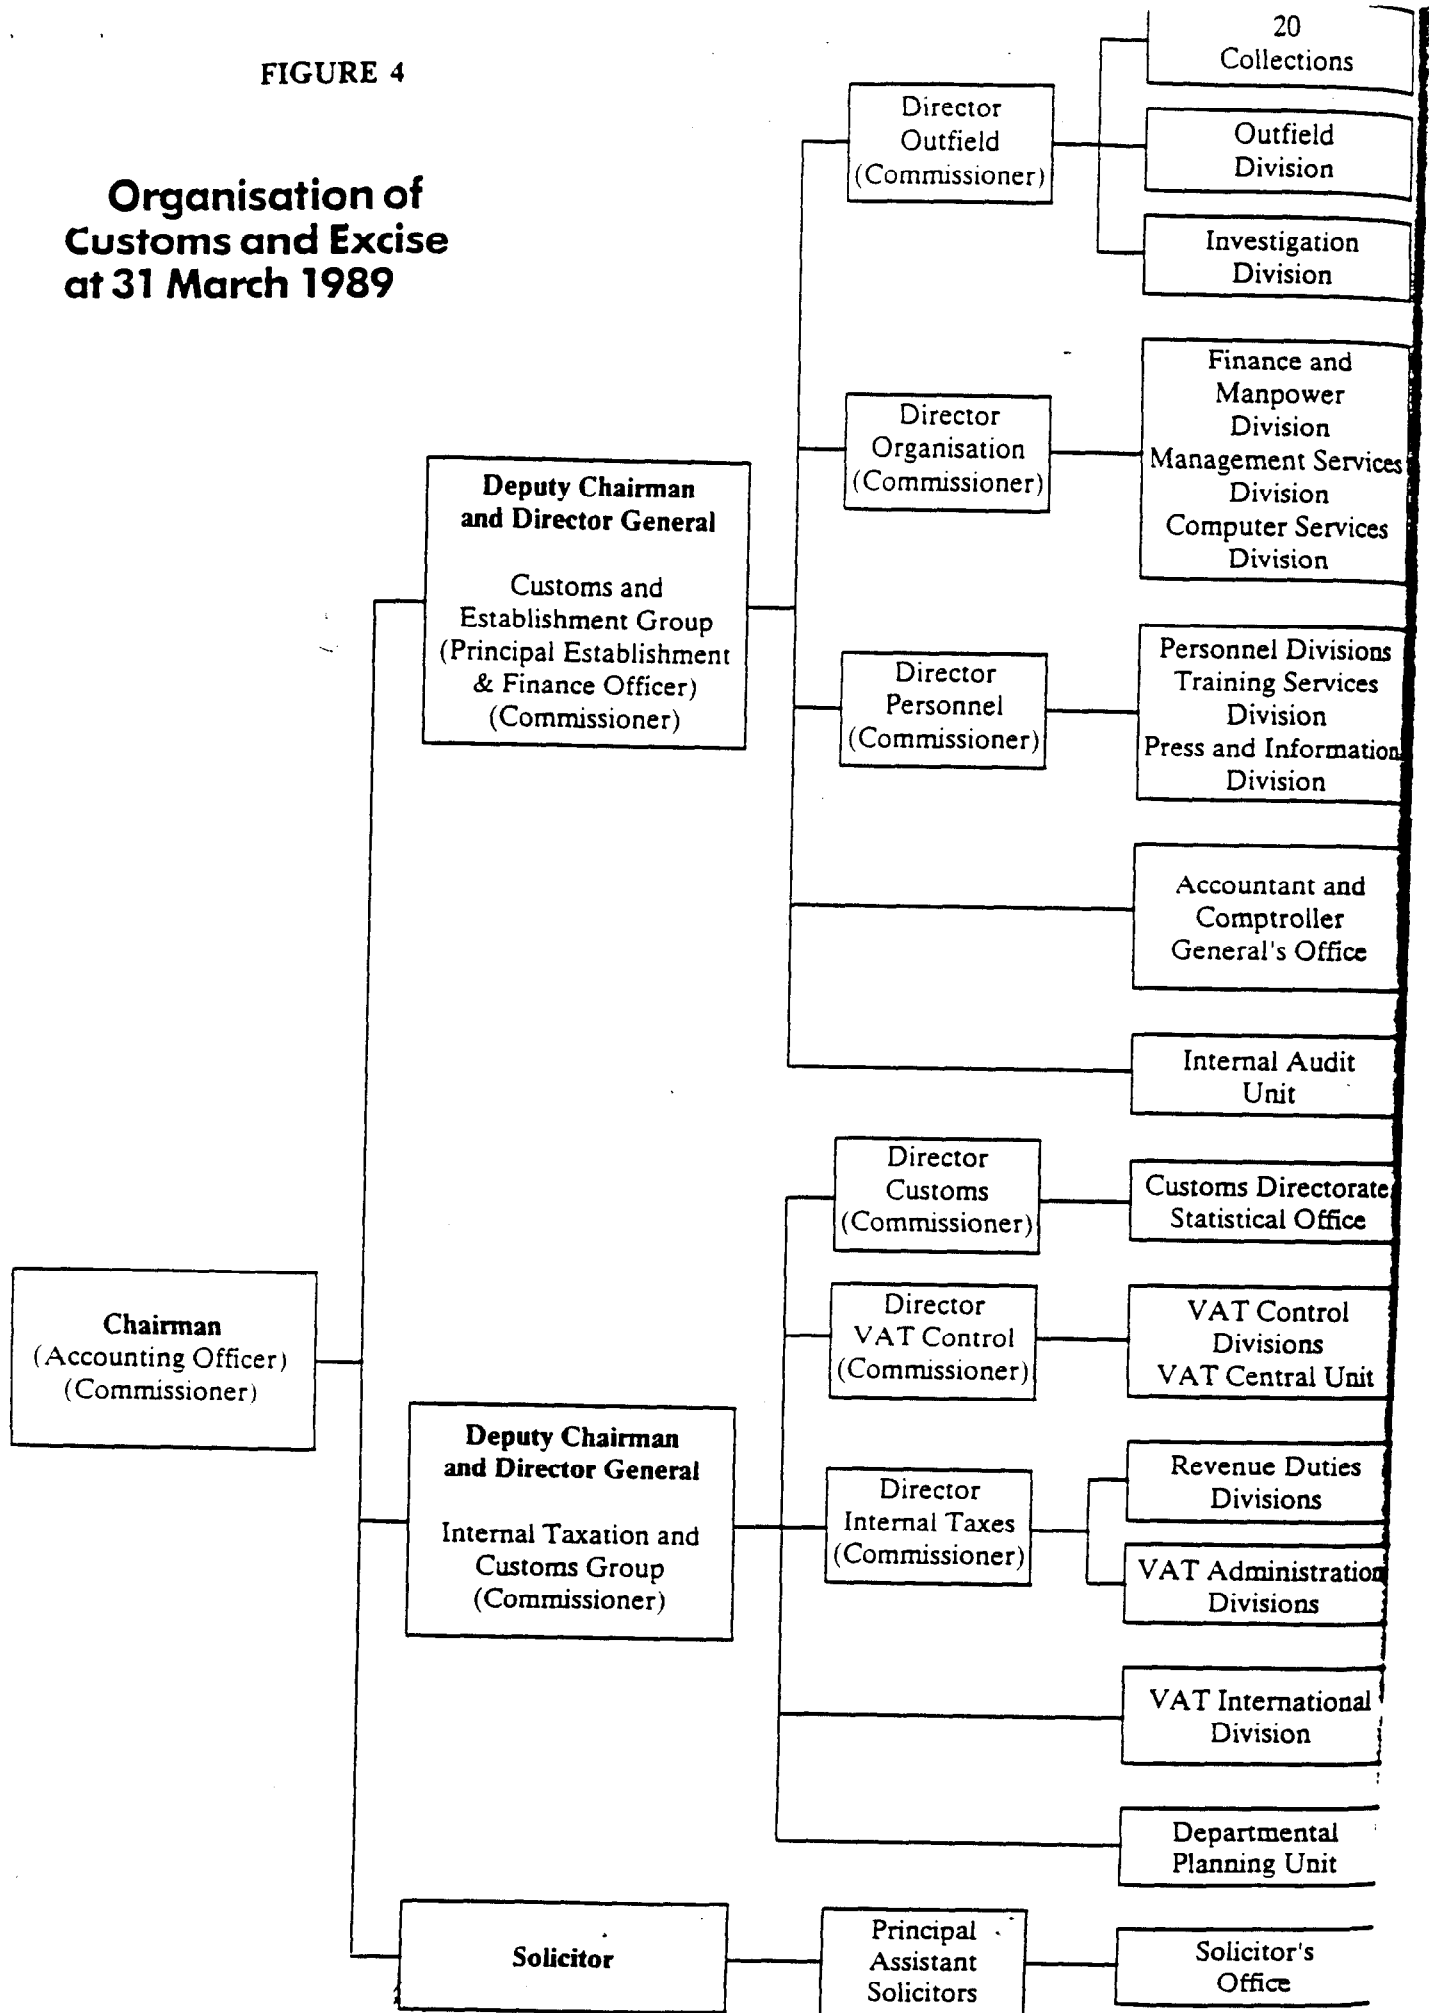 FIGURE 4
Organisation of
Customs and Excise
at 31 March 1989
Chairman
(Accounting Officer)
(Commissioner)
Deputy Chairman
and Director General
Customs and
Establishment Group
(Principal Establishment
& Finance Officer)
(Commissioner)
Director
Outfield
(Commissioner)
20
Collections
Outfield
Division
Investigation
Division
Director
Organisation
(Commissioner)
Finance and
Manpower
Division
Management Services
Division
Computer Services
Division
Director
Personnel
(Commissioner)
Personnel Divisions
Training Services
Division
Press and Information
Division
Accountant and
Comptroller
General's Office
Internal Audit
Unit
Deputy Chairman
and Director General
Internal Taxation and
Customs Group
(Commissioner)
Director
Customs
(Commissioner)
Customs Directorate
Statistical Office
Director
VAT Control
(Commissioner)
VAT Control
Divisions
VAT Central Unit
Director
Internal Taxes
(Commissioner)
Revenue Duties
Divisions
VAT Administration
Divisions
VAT International
Division
Departmental
Planning Unit
Solicitor
Principal
Assistant
Solicitors
Solicitor's
Office